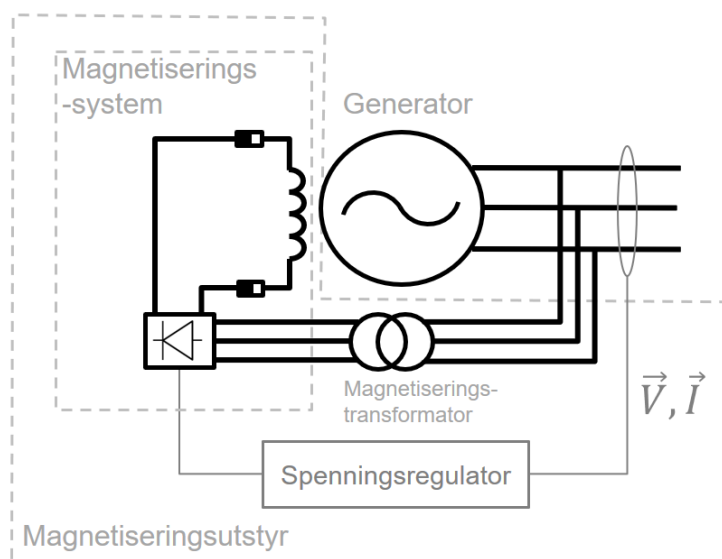 Magnetiserings
-system
Generator
Magnetiserings-
transformator
V, I
Spenningsregulator
Magnetiseringsutstyr